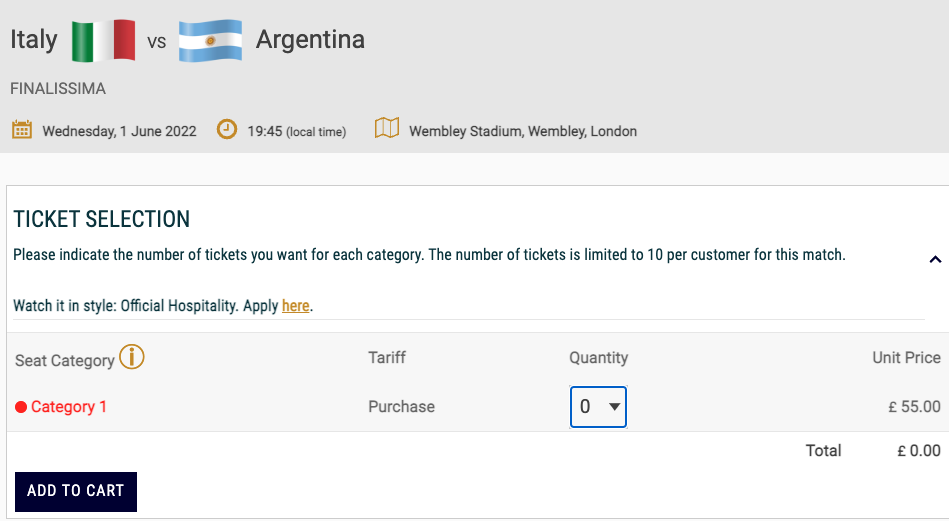 Italy vs Argentina
FINALISSIMA
Wednesday, 1 June 2022 19:45 (local time) Wembley Stadium, Wembley, London
TICKET SELECTION
Please indicate the number of tickets you want for each category. The number of tickets is limited to 10 per customer for this match.
Watch it in style: Official Hospitality. Apply here.
Seat Category Tariff Quantity Unit Price
Category 1 Purchase 0 £ 55.00
Total £ 0.00
ADD TO CART